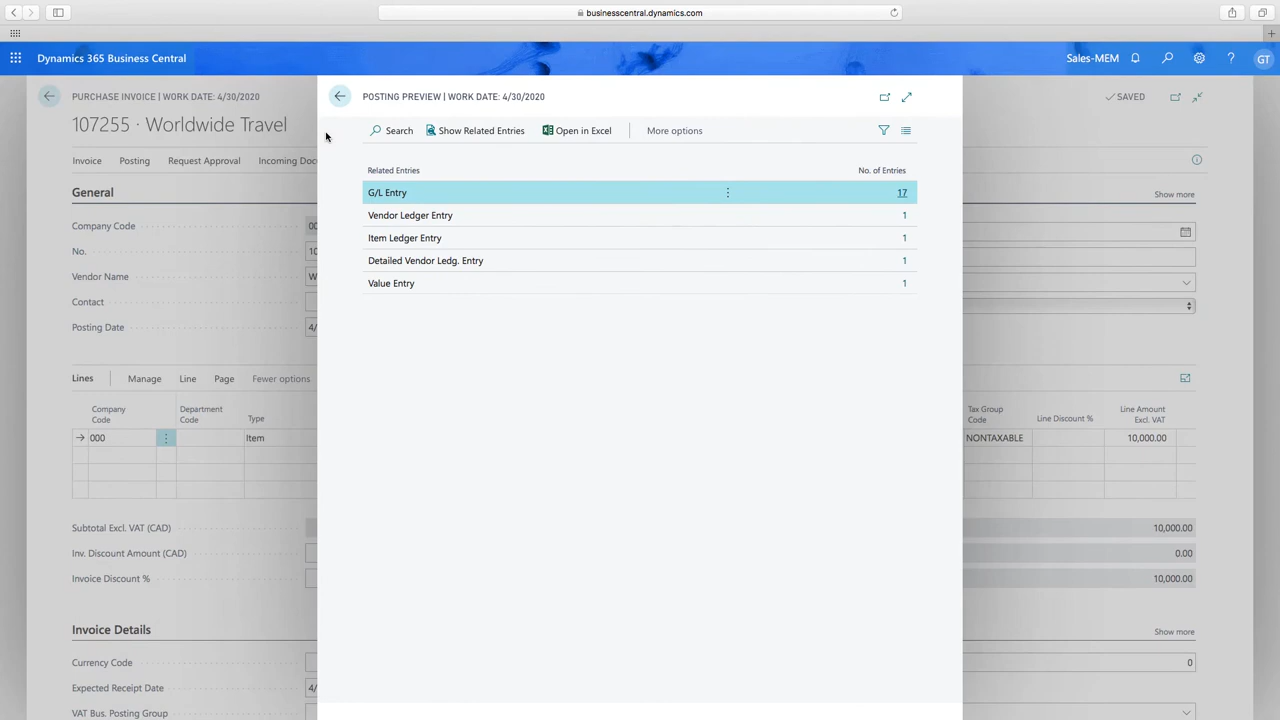 businesscentral.dynamics.com
Dynamics 365 Business Central
Sales-MEM
?
GT
PURCHASE INVOICE | WORK DATE: 4/30/2020
SAVED
107255 · Worldwide Travel
Invoice Posting Request Approval Incoming Docu
General
Show more
Company Code 00
No. 10
Vendor Name W
Contact
Posting Date 4/
Lines Manage Line Page Fewer options
Company Code
Department Code
Type
Tax Group Code
Line Discount %
Line Amount Excl. VAT
000 Item NONTAXABLE 10,000.00
Subtotal Excl. VAT (CAD) 10,000.00
Inv. Discount Amount (CAD) 0.00
Invoice Discount % 10,000.00
Invoice Details
Show more
Currency Code 0
Expected Receipt Date 4/
VAT Bus. Posting Group
POSTING PREVIEW | WORK DATE: 4/30/2020
Search Show Related Entries Open in Excel More options
Related Entries No. of Entries
G/L Entry 17
Vendor Ledger Entry 1
Item Ledger Entry 1
Detailed Vendor Ledg. Entry 1
Value Entry 1